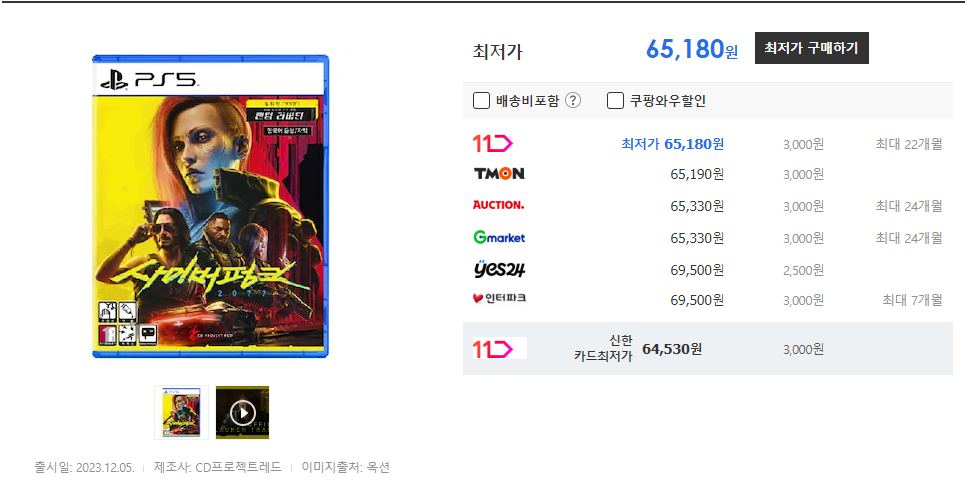 최저가 65,180원 최저가 구매하기
배송비포함 ? 쿠팡와우할인
11 최저가 65,180원 3,000원 최대 22개월
TMON 65,190원 3,000원
AUCTION. 65,330원 3,000원 최대 24개월
Gmarket 65,330원 3,000원 최대 24개월
yes24 69,500원 2,500원
인터파크 69,500원 3,000원 최대 7개월
11 신한 카드최저가 64,530원 3,000원
PS5
팬텀 리버티
한국어 음성/자막
사이버펑크
2077
CD PROJEKT RED
출시일: 2023.12.05. 제조사: CD프로젝트레드 이미지출처: 옥션